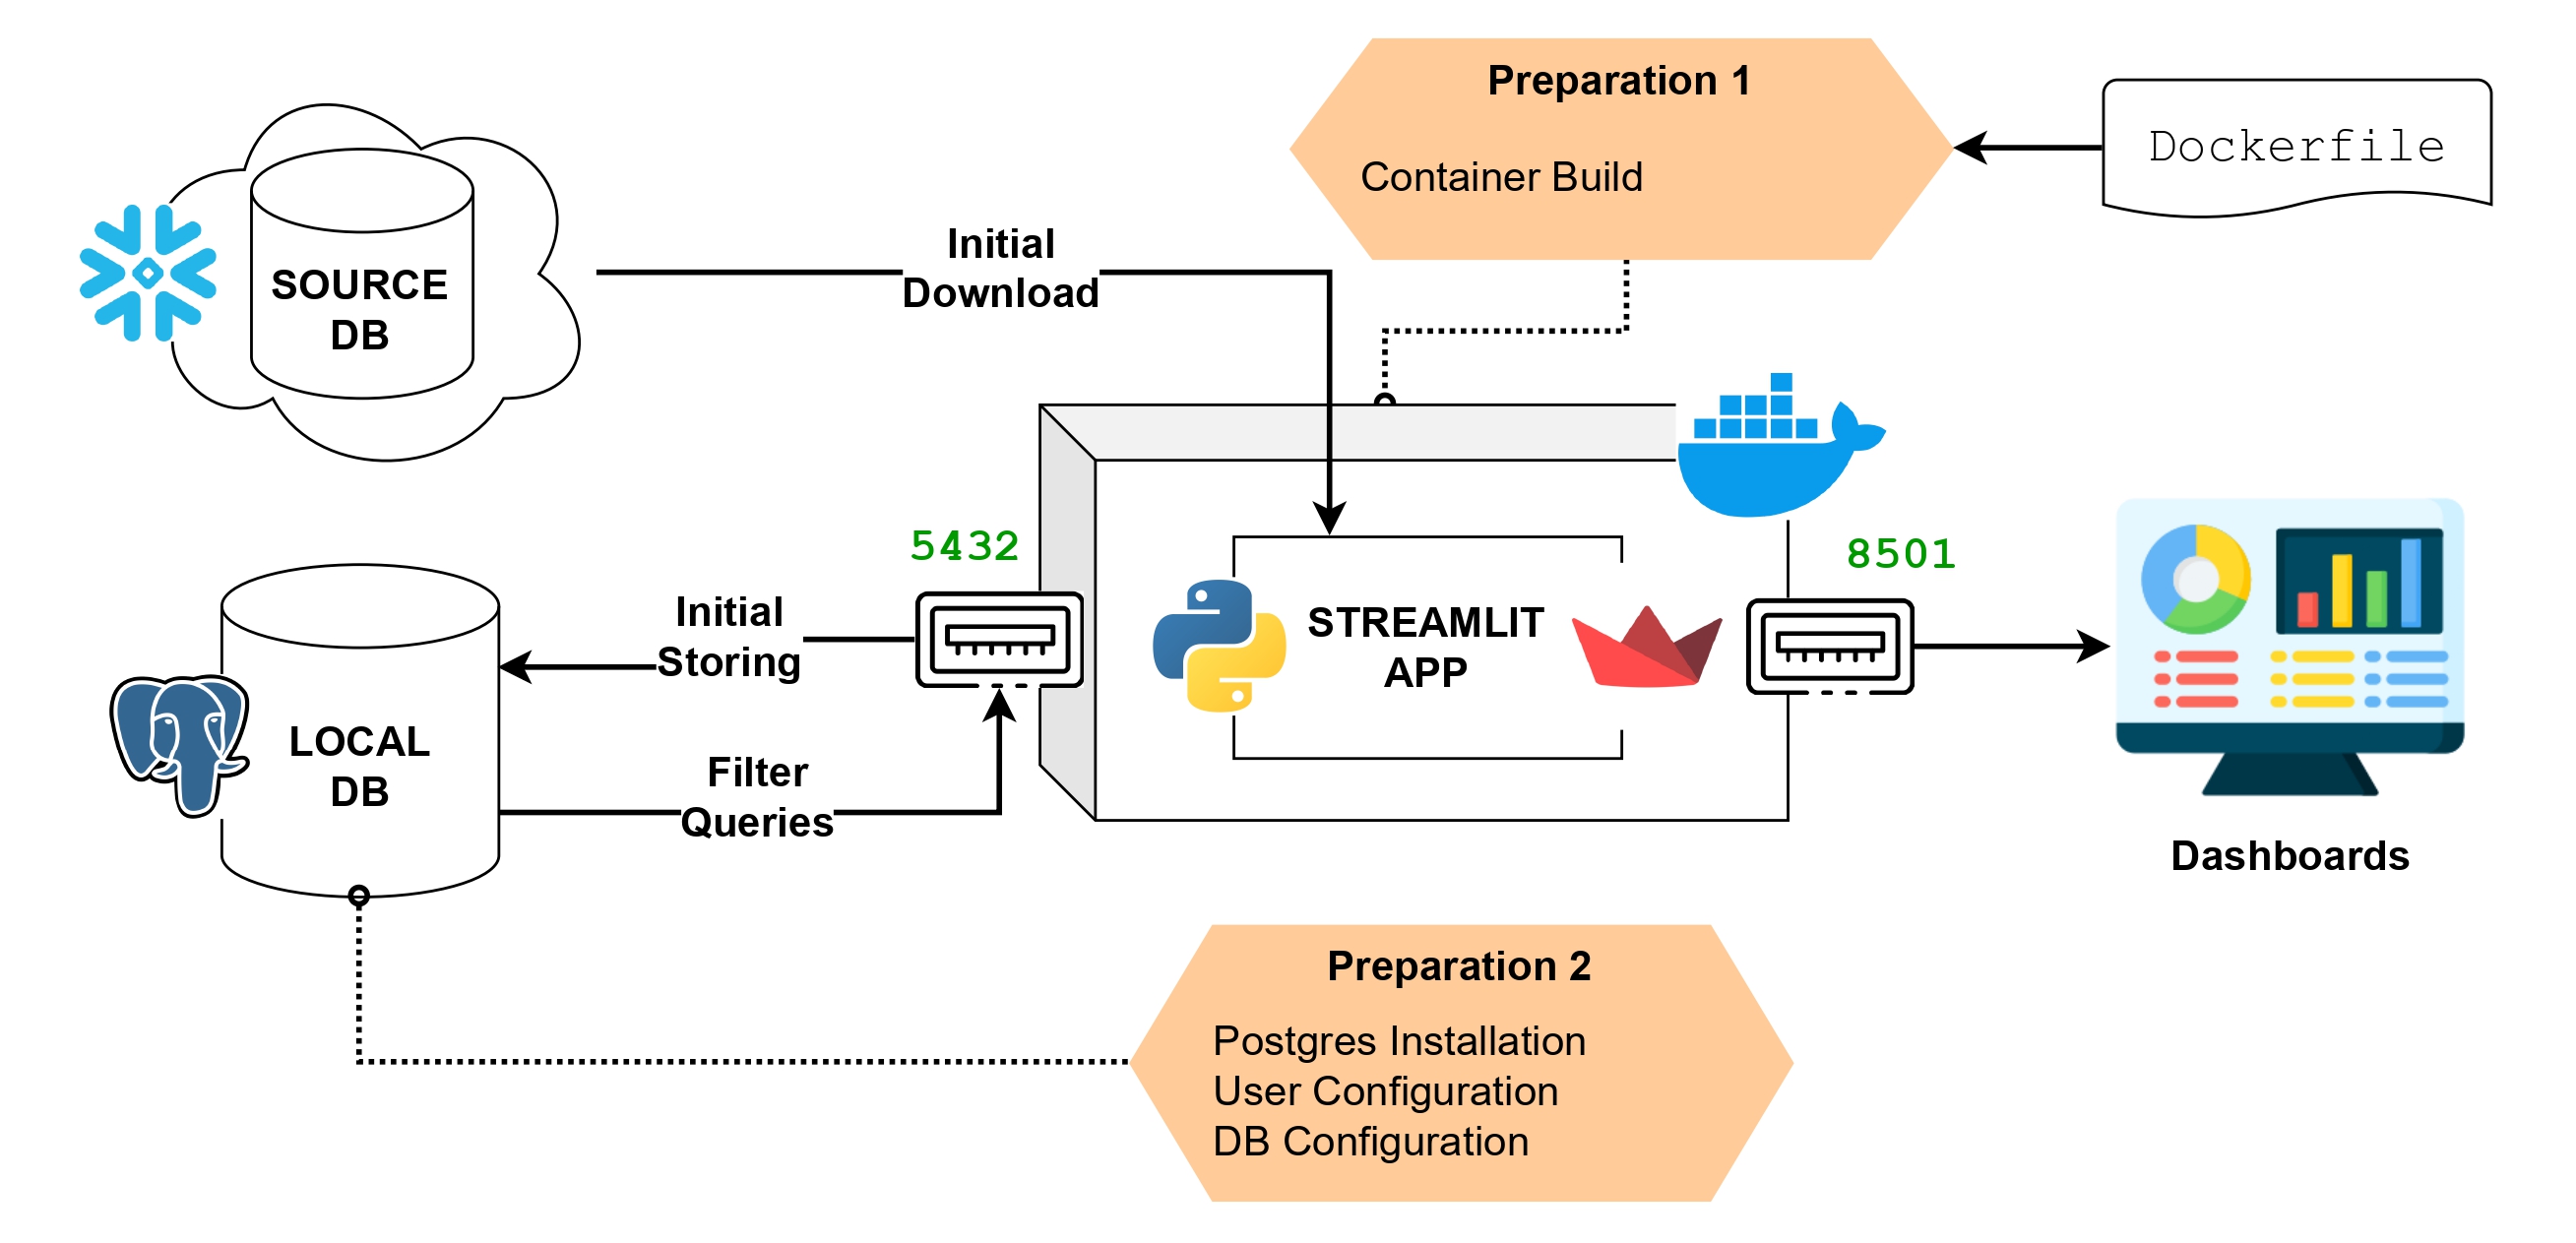 Preparation 1
Container Build
Dockerfile
SOURCE
DB
Initial
Download
5432
8501
Initial
Storing
STREAMLIT
APP
LOCAL
DB
Filter
Queries
Dashboards
Preparation 2
Postgres Installation
User Configuration
DB Configuration